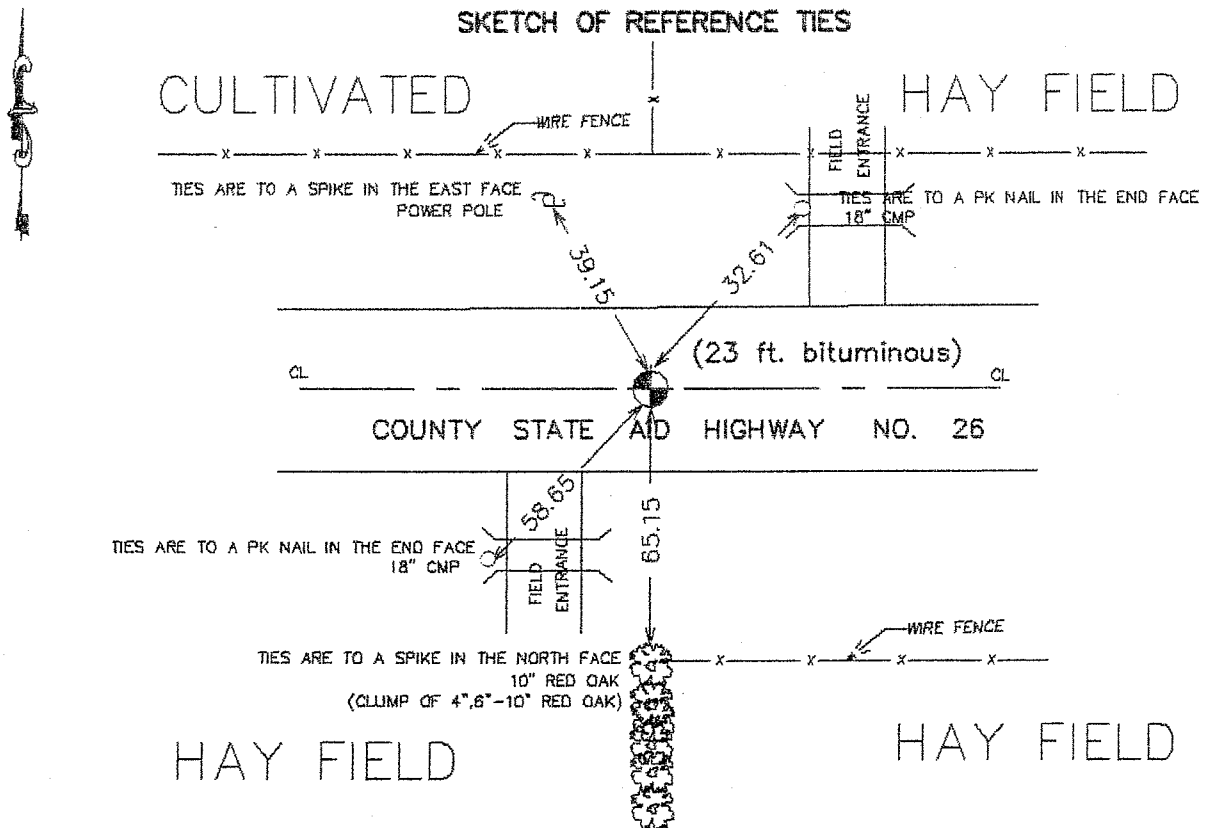 SKETCH OF REFERENCE TIES
CULTIVATED
HAY FIELD
WIRE FENCE
FIELD
ENTRANCE
TIES ARE TO A SPIKE IN THE EAST FACE
POWER POLE
TIES ARE TO A PK NAIL IN THE END FACE
18" CMP
39.15
32.61
(23 ft. bituminous)
CL
CL
COUNTY STATE AID HIGHWAY NO. 26
58.65
65.15
TIES ARE TO A PK NAIL IN THE END FACE
18" CMP
FIELD
ENTRANCE
WIRE FENCE
TIES ARE TO A SPIKE IN THE NORTH FACE
10" RED OAK
(CLUMP OF 4",6"-10" RED OAK)
HAY FIELD
HAY FIELD